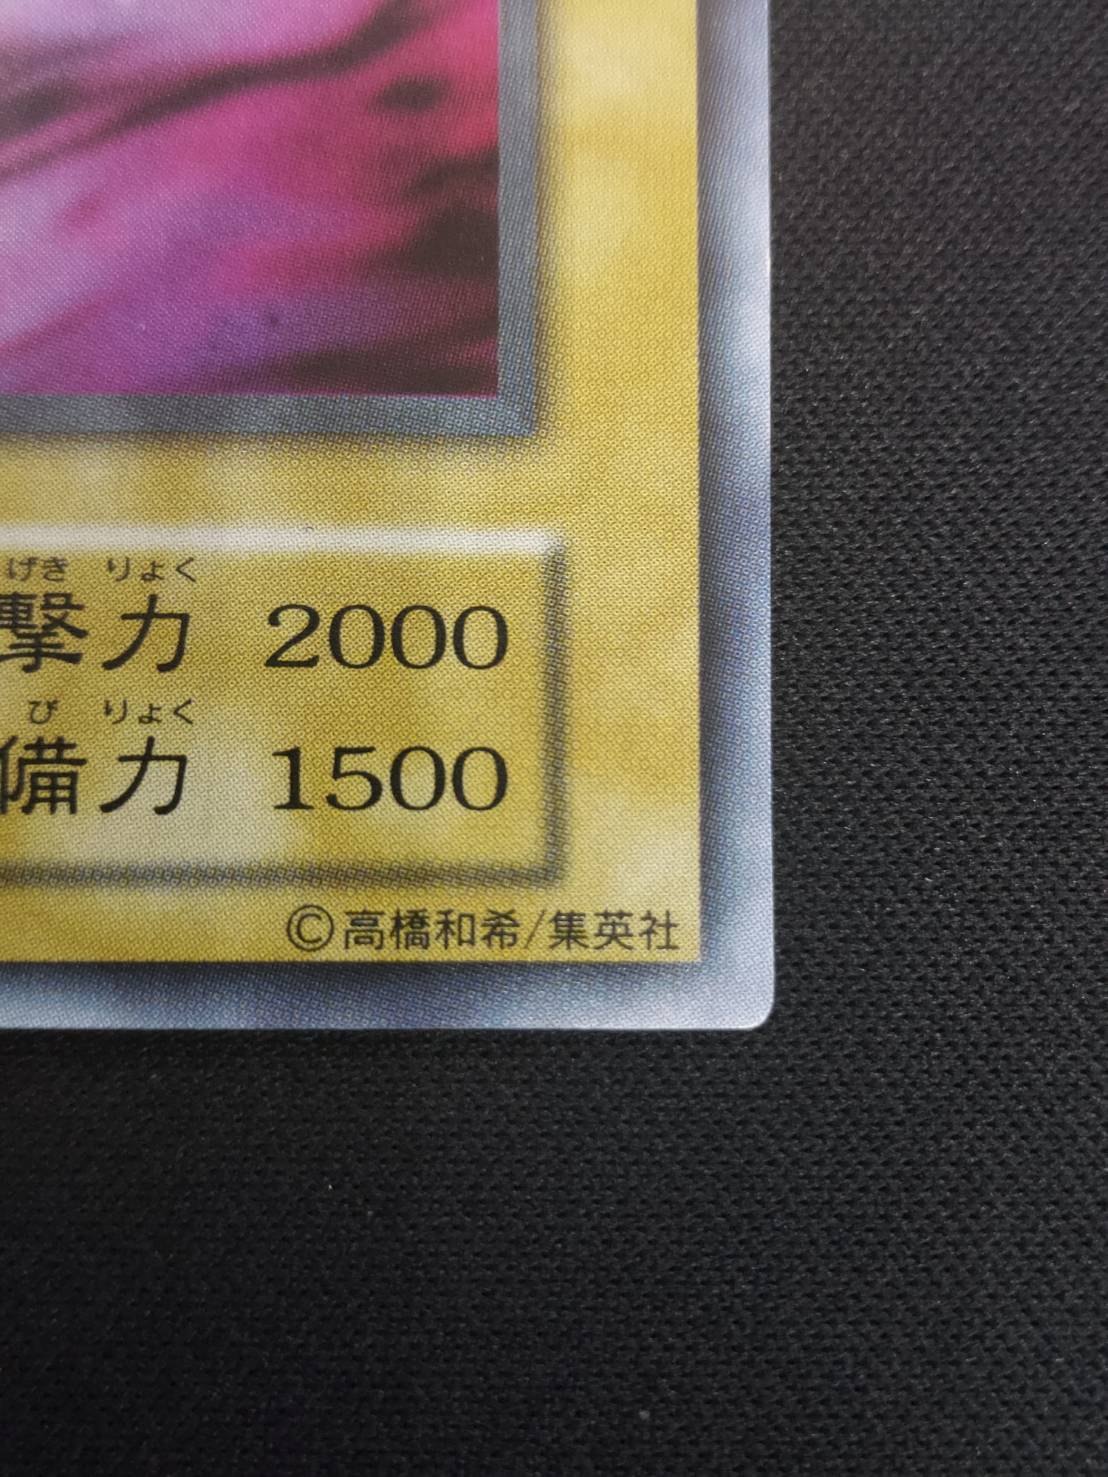 げき りょく
撃力 2000
び りょく
備力 1500
©高橋和希/集英社